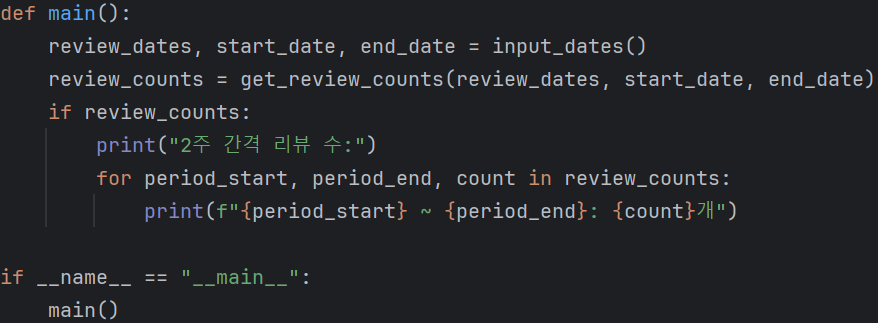 def main():
    review_dates, start_date, end_date = input_dates()
    review_counts = get_review_counts(review_dates, start_date, end_date)
    if review_counts:
        print("2주 간격 리뷰 수:")
        for period_start, period_end, count in review_counts:
            print(f"{period_start} ~ {period_end}: {count}개")
if __name__ == "__main__":
    main()